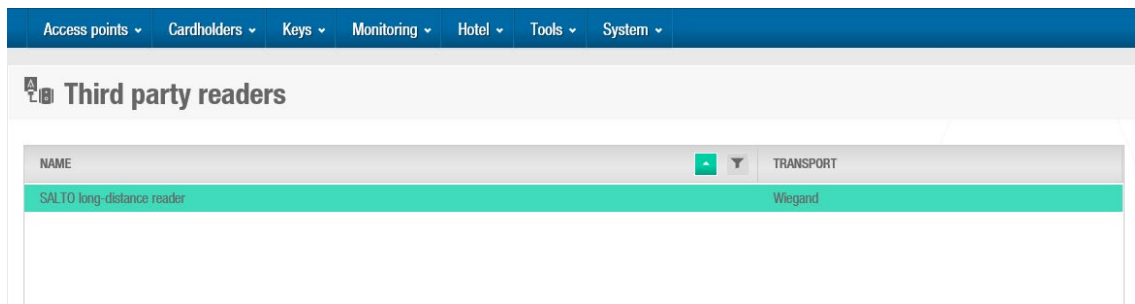 Access points Cardholders Keys Monitoring Hotel Tools System
Third party readers
NAME TRANSPORT
SALTO long-distance reader Wiegand